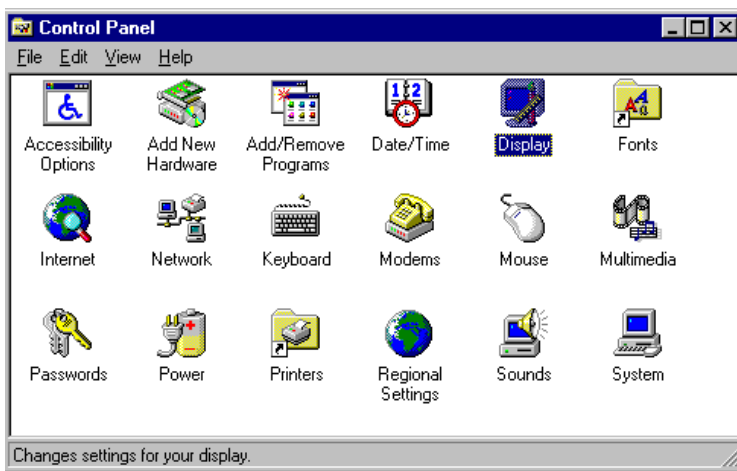 Control Panel
File Edit View Help
Accessibility Options
Add New Hardware
Add/Remove Programs
Date/Time
Display
Fonts
Internet
Network
Keyboard
Modems
Mouse
Multimedia
Passwords
Power
Printers
Regional Settings
Sounds
System
Changes settings for your display.